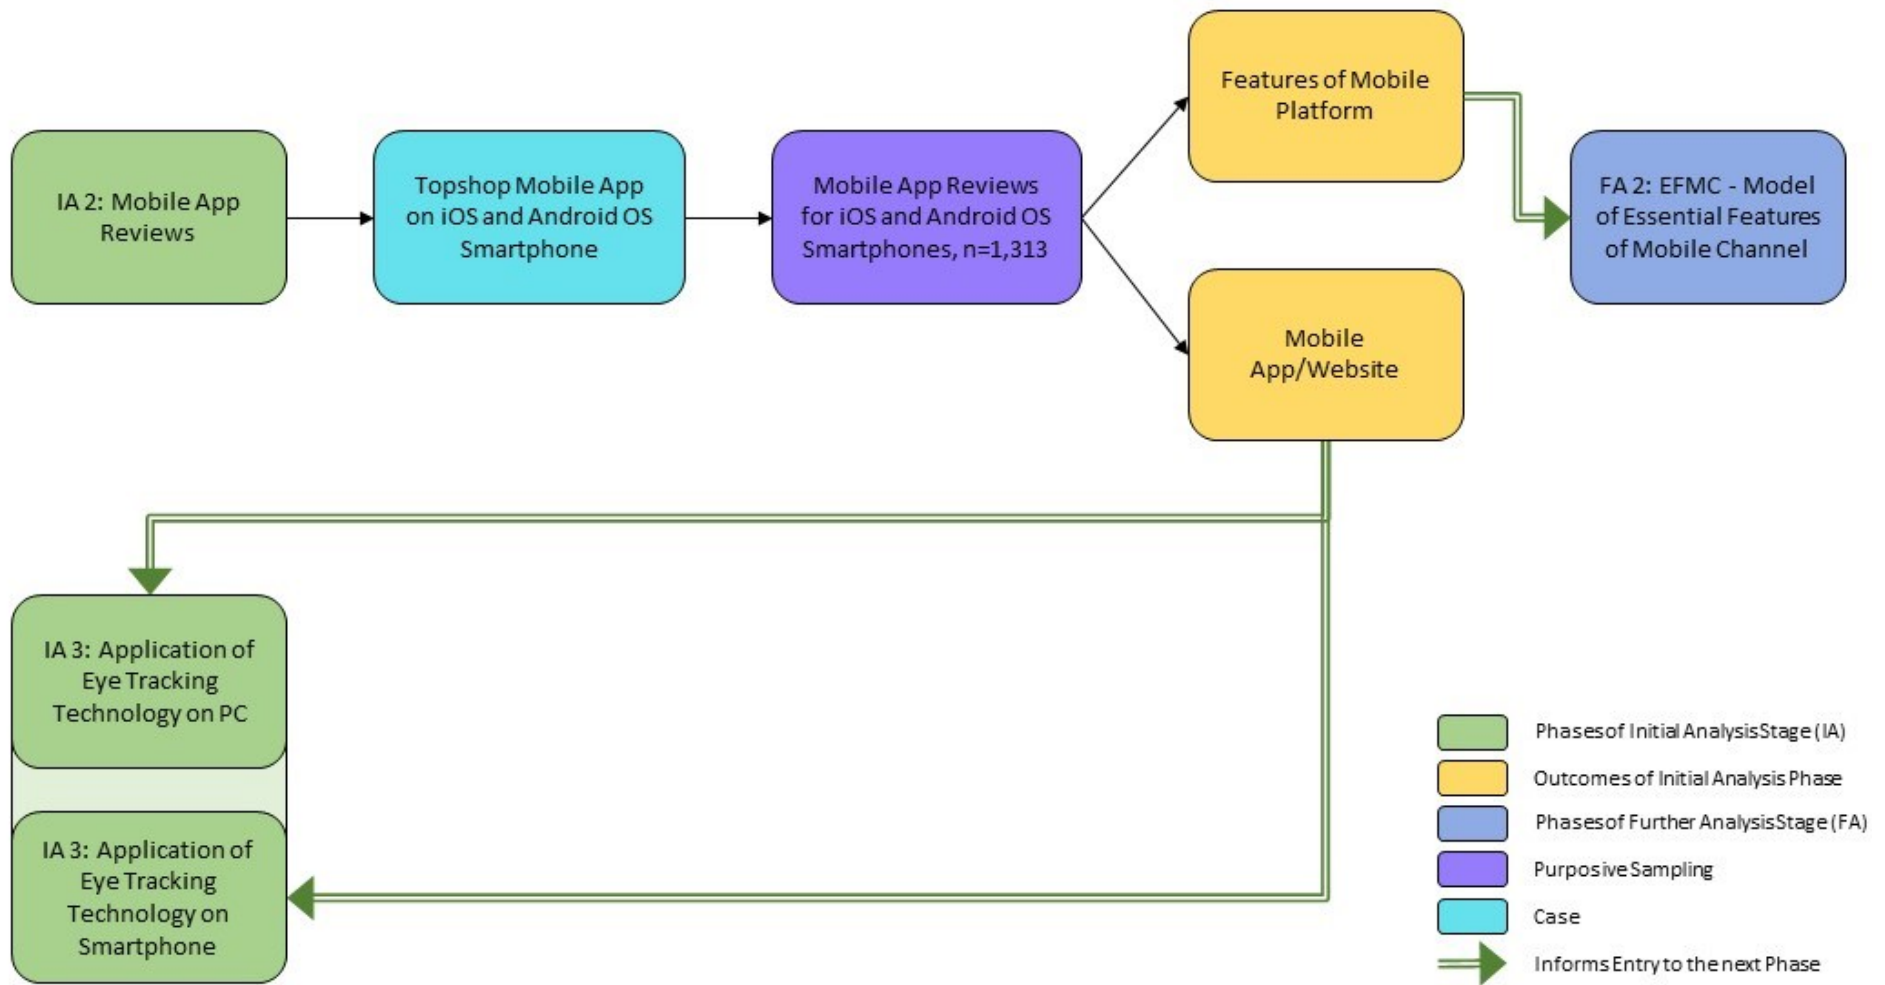 Features of Mobile
Platform
IA 2: Mobile App
Reviews
Topshop Mobile App
on iOS and Android OS
Smartphone
Mobile App Reviews
for iOS and Android OS
Smartphones, n=1,313
FA 2: EFMC - Model
of Essential Features
of Mobile Channel
Mobile
App/Website
IA 3: Application of
Eye Tracking
Technology on PC
IA 3: Application of
Eye Tracking
Technology on
Smartphone
Phases of Initial Analysis Stage (IA)
Outcomes of Initial Analysis Phase
Phases of Further Analysis Stage (FA)
Purposive Sampling
Case
Informs Entry to the next Phase